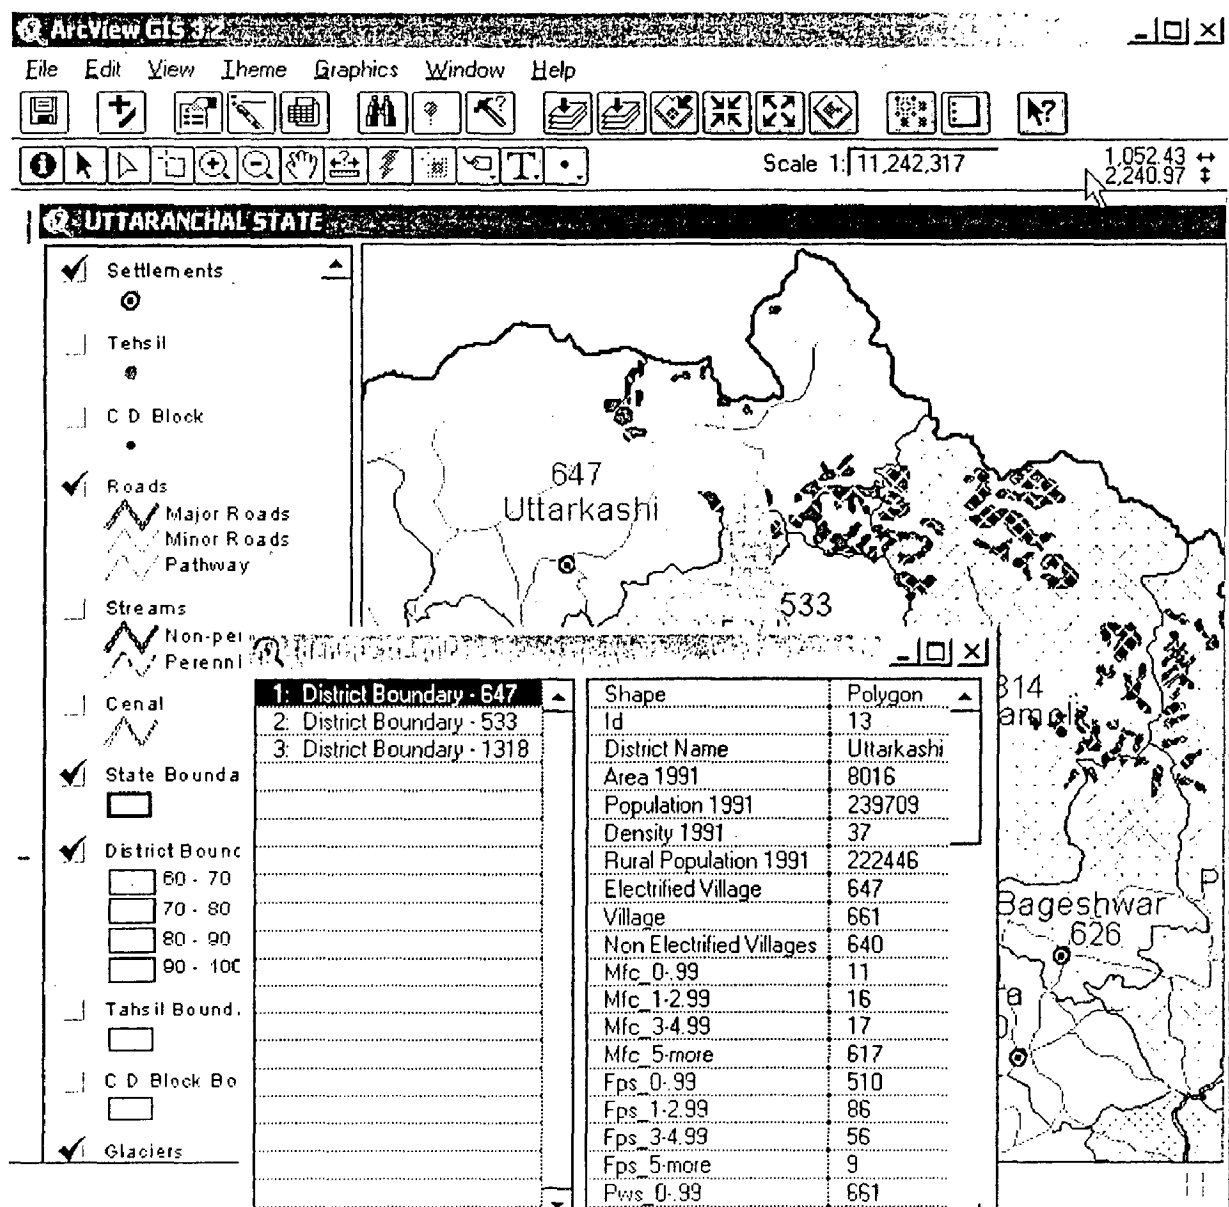 ArcView GIS 3.2
File Edit View Theme Graphics Window Help
Scale 1: 11,242,317
1,052.43
2,240.97
UTTARANCHAL STATE
Settlements
Tehsil
C D Block
Roads
Major Roads
Minor Roads
Pathway
Streams
Non-per
Perenni
Cenal
State Bounda
District Bounc
60 - 70
70 - 80
80 - 90
90 - 100
Tahsil Bound.
C D Block Bo
Glaciers
647
Uttarkashi
533
314
amoli
Bageshwar
626
P
ra
1: District Boundary - 647
2: District Boundary - 533
3: District Boundary - 1318
Shape Polygon
Id 13
District Name Uttarkashi
Area 1991 8016
Population 1991 239709
Density 1991 37
Rural Population 1991 222446
Electrified Village 647
Village 661
Non Electrified Villages 640
Mfc_0-.99 11
Mfc_1-2.99 16
Mfc_3-4.99 17
Mfc_5-more 617
Fps_0-.99 510
Fps_1-2.99 86
Fps_3-4.99 56
Fps_5-more 9
Pws_0-.99 661